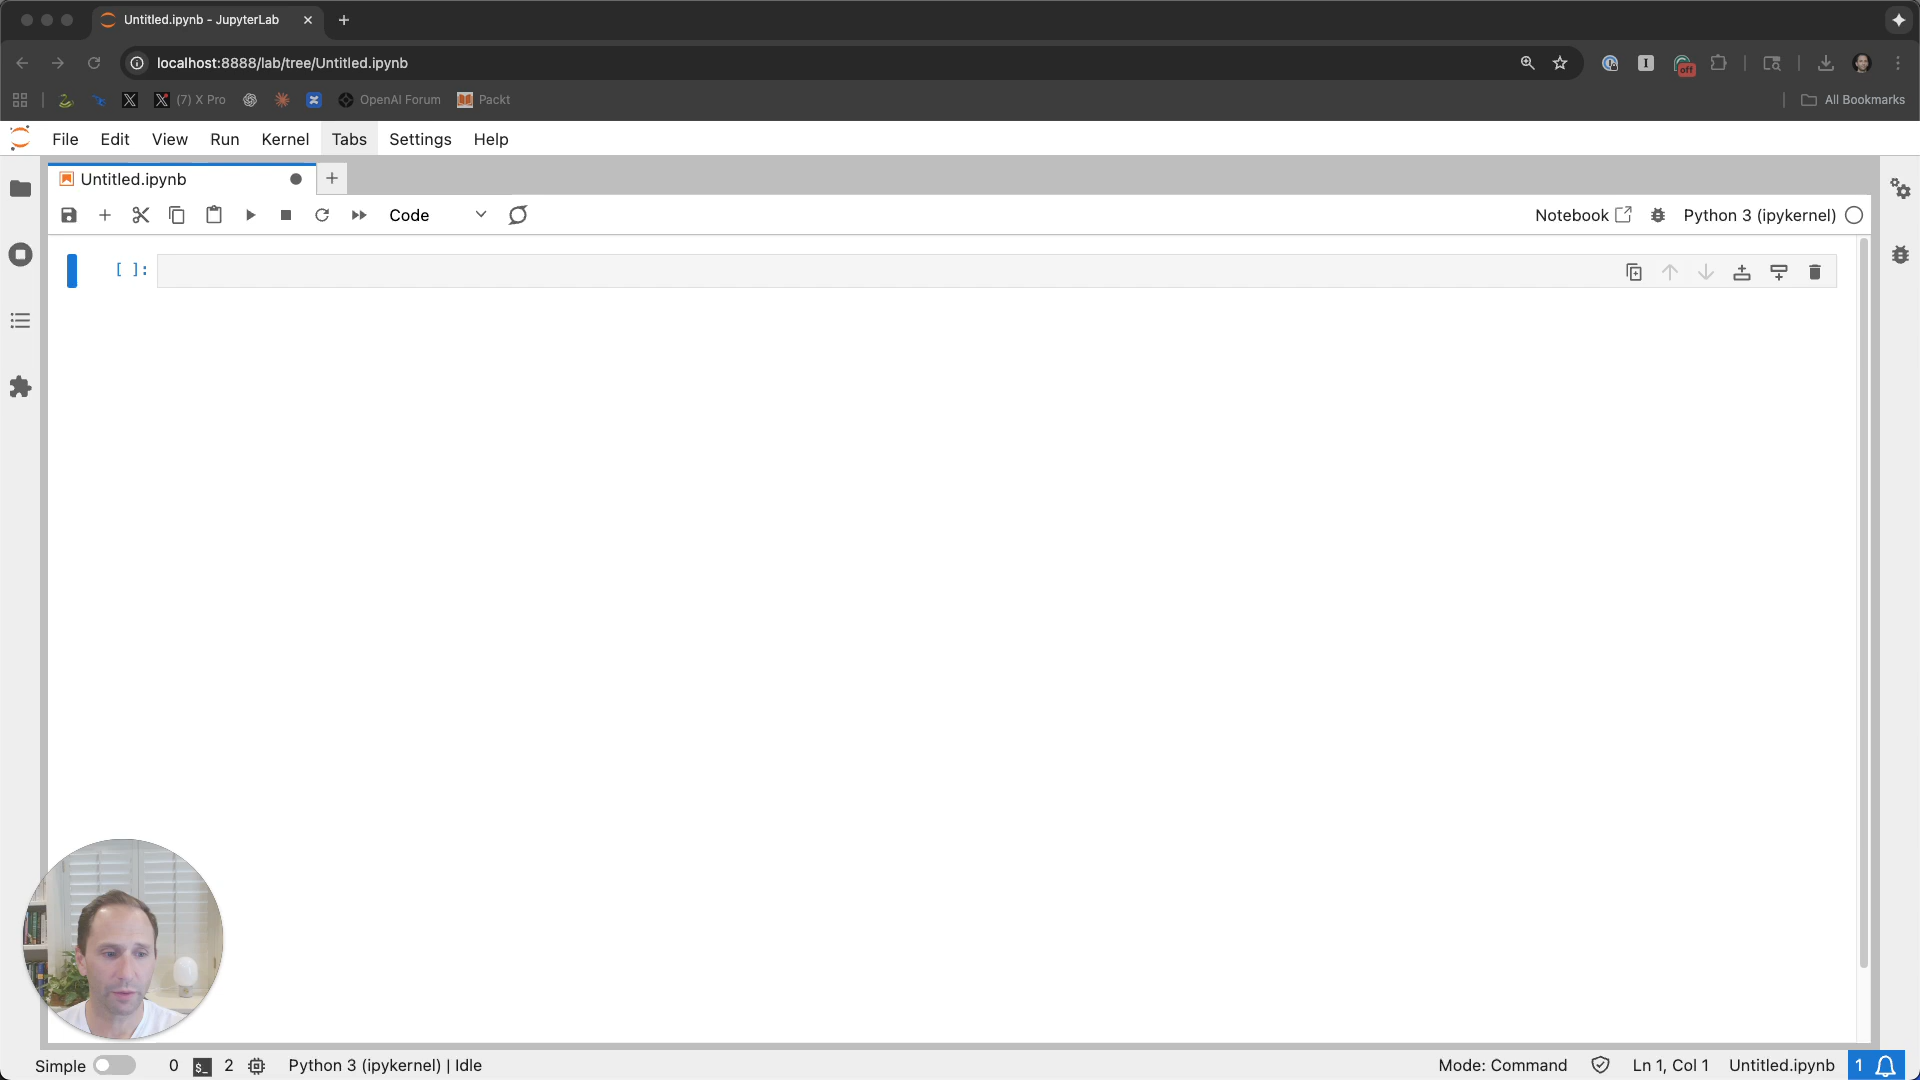 Untitled.ipynb - JupyterLab
localhost:8888/lab/tree/Untitled.ipynb
off
(7) X Pro
OpenAI Forum
Packt
All Bookmarks
File Edit View Run Kernel Tabs Settings Help
Untitled.ipynb
Code
Notebook
Python 3 (ipykernel)
[ ]:
Simple
0
2
Python 3 (ipykernel) | Idle
Mode: Command
Ln 1, Col 1
Untitled.ipynb
1